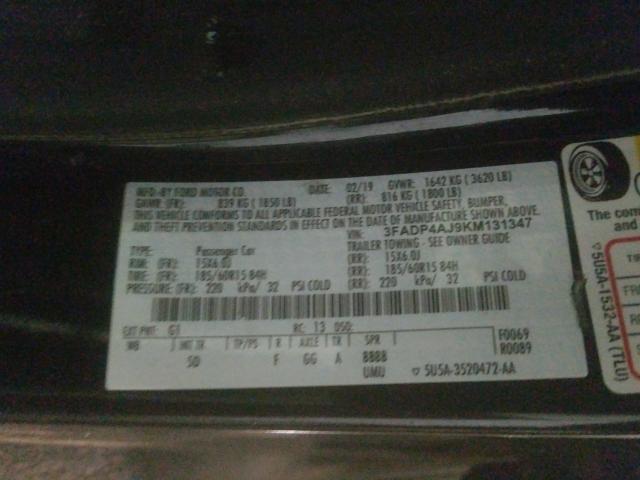 MFD. BY FORD MOTOR CO. DATE: 02/19 GVWR: 1642 KG ( 3620 LB)
GAWR: (FR): 839 KG ( 1850 LB) (RR): 816 KG ( 1800 LB)
THIS VEHICLE CONFORMS TO ALL APPLICABLE FEDERAL MOTOR VEHICLE SAFETY, BUMPER,
AND THEFT PREVENTION STANDARDS IN EFFECT ON THE DATE OF MANUFACTURE SHOWN ABOVE.
VIN: 3FADP4AJ9KM131347
TYPE: Passenger Car TRAILER TOWING - SEE OWNER GUIDE
RIM: (FR): 15X6.0J (RR): 15X6.0J
TIRE: (FR): 185/60R15 84H (RR): 185/60R15 84H
PRESSURE: (FR): 220 kPa/ 32 PSI COLD (RR): 220 kPa/ 32 PSI COLD
EXT PNT: G1 RC: 13 DSO: F0069
WB INT TR TP/PS R AXLE TR SPR R0089
5D F GG A 8888
UMU 5U5A-3520472-AA
The com
and
TIR
FRO
5U5A-1532-AA (TLU)